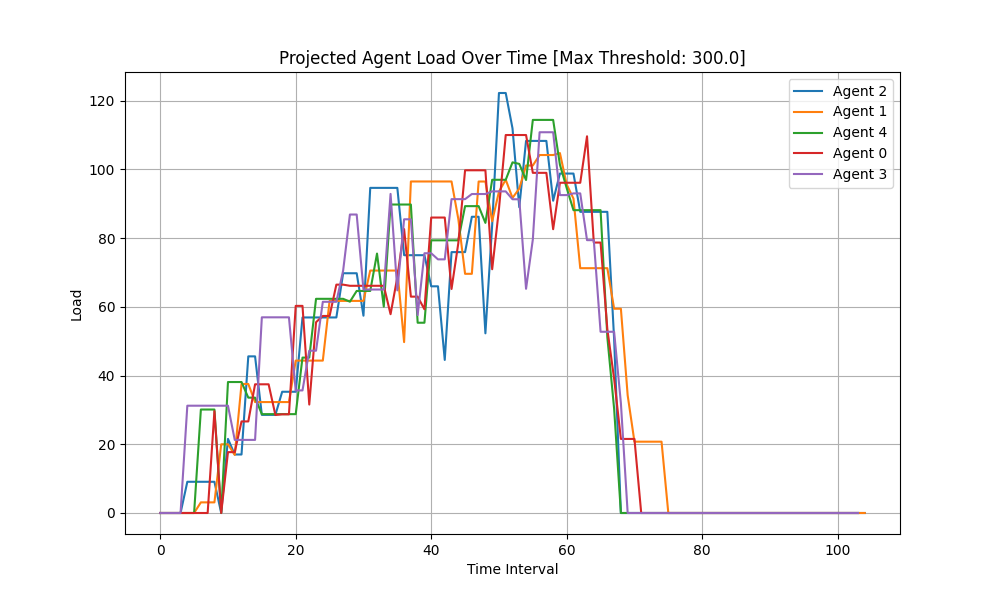 Projected Agent Load Over Time [Max Threshold: 300.0]
Load
120
100
80
60
40
20
0
Agent 2
Agent 1
Agent 4
Agent 0
Agent 3
0 20 40 60 80 100
Time Interval